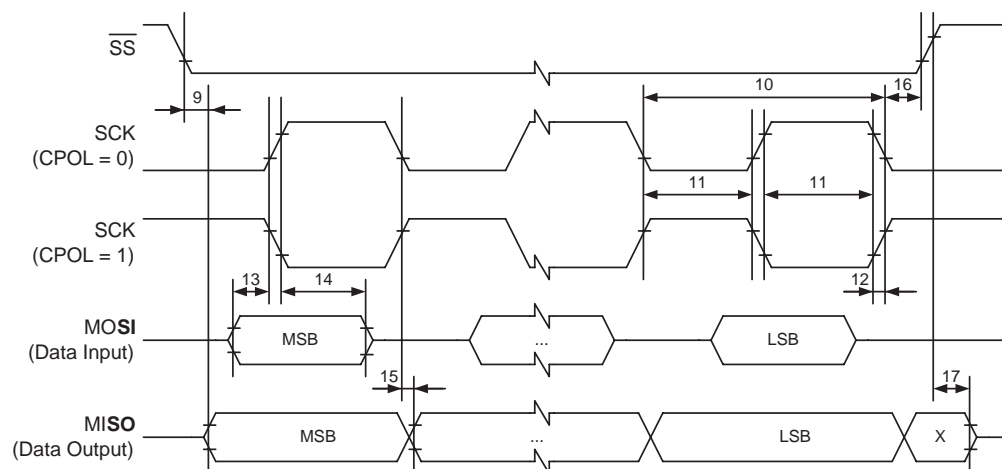 SS
10
9
16
SCK
(CPOL = 0)
11
11
SCK
(CPOL = 1)
13
14
12
MOSI
(Data Input)
MSB
...
LSB
15
17
MISO
(Data Output)
MSB
...
LSB
X